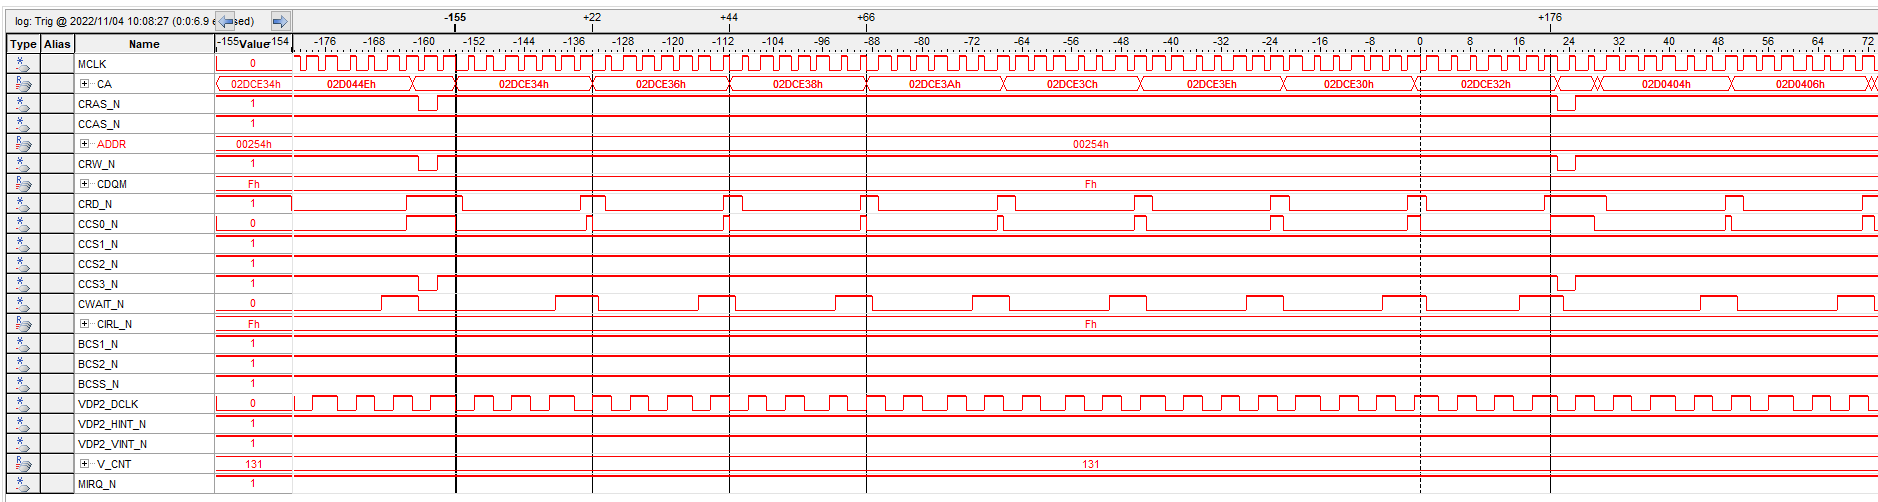 log: Trig @ 2022/11/04 10:08:27 (0:0:6.9 e sed) -155 +22 +44 +66 +176
Type Alias Name -155 Value -154 -176 -168 -160 -152 -144 -136 -128 -120 -112 -104 -96 -88 -80 -72 -64 -56 -48 -40 -32 -24 -16 -8 0 8 16 24 32 40 48 56 64 72
MCLK 0
CA 02DCE34h 02D044Eh 02DCE34h 02DCE36h 02DCE38h 02DCE3Ah 02DCE3Ch 02DCE3Eh 02DCE30h 02DCE32h 02D0404h 02D0406h
CRAS_N 1
CCAS_N 1
ADDR 00254h 00254h
CRW_N 1
CDQM Fh Fh
CRD_N 1
CCS0_N 0
CCS1_N 1
CCS2_N 1
CCS3_N 1
CWAIT_N 0
CIRL_N Fh Fh
BCS1_N 1
BCS2_N 1
BCSS_N 1
VDP2_DCLK 0
VDP2_HINT_N 1
VDP2_VINT_N 1
V_CNT 131 131
MIRQ_N 1